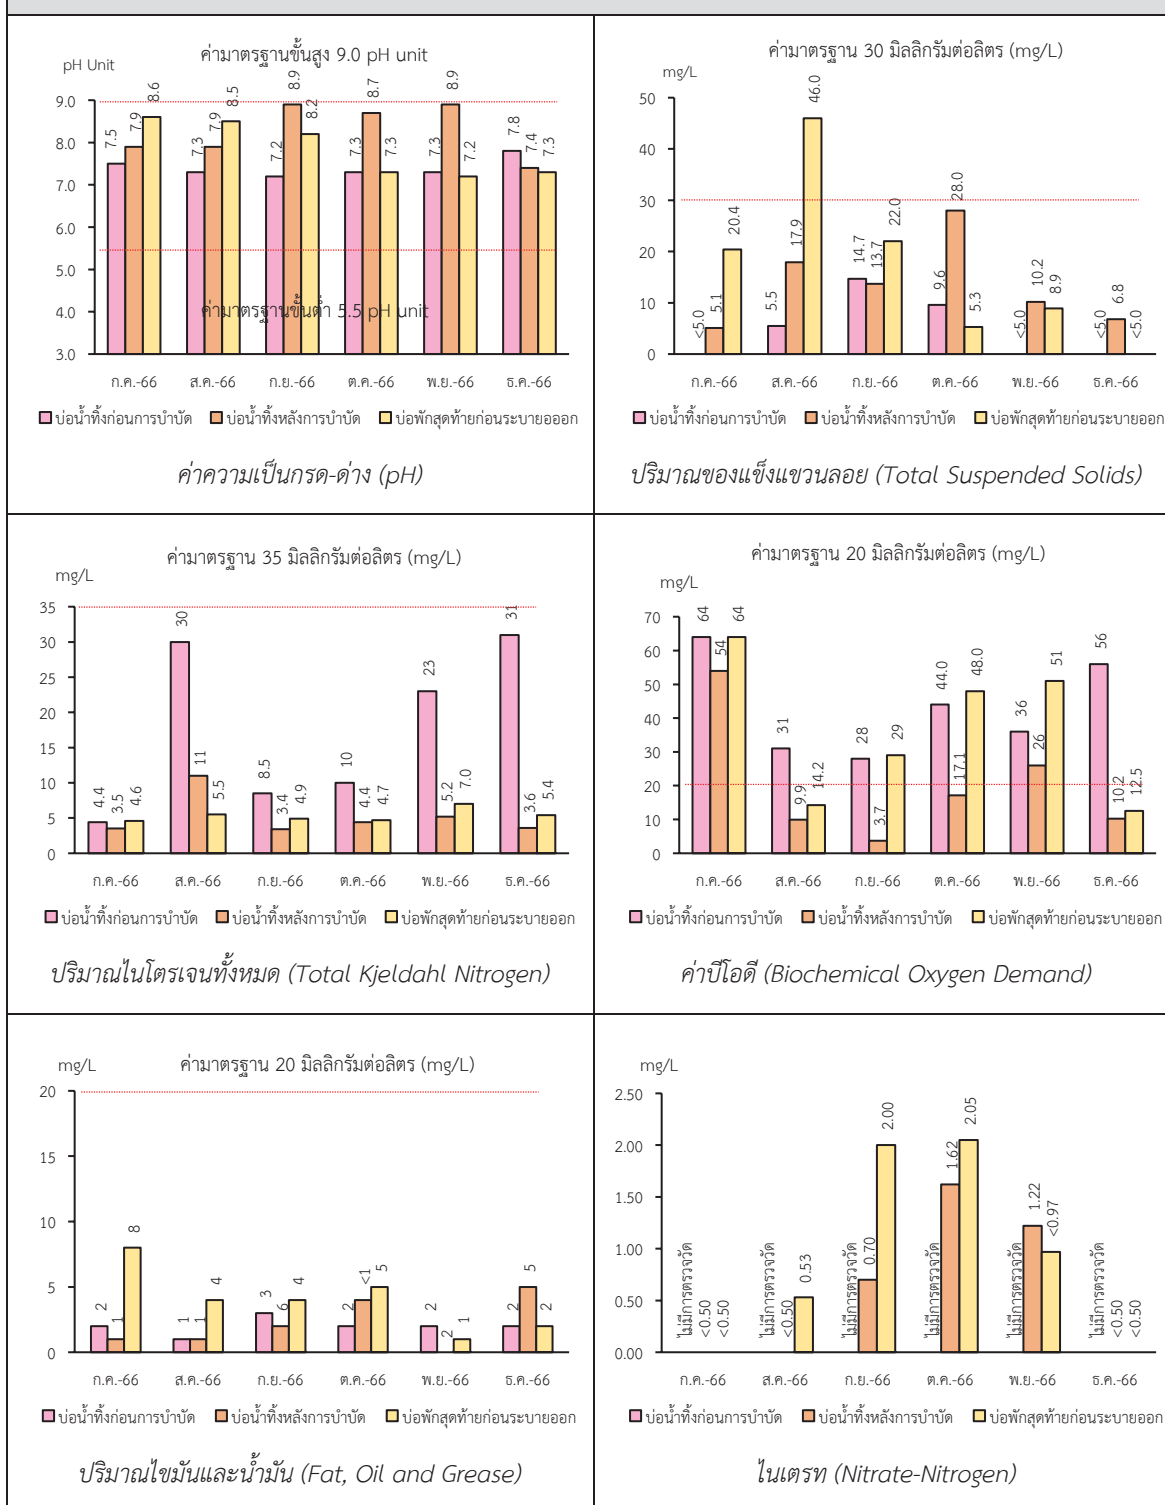 ค่ามาตรฐานขั้นสูง 9.0 pH unit
pH Unit
9.0
8.0
7.0
6.0
5.0
4.0
3.0
7.5 7.9 8.6 7.3 7.9 8.5 7.2 8.9 8.2 7.3 8.7 7.3 7.3 8.9 7.2 7.8 7.4 7.3
ค่ามาตรฐานขั้นต่ำ 5.5 pH unit
ก.ค.-66 ส.ค.-66 ก.ย.-66 ต.ค.-66 พ.ย.-66 ธ.ค.-66
บ่อน้ำทิ้งก่อนการบำบัด บ่อน้ำทิ้งหลังการบำบัด บ่อพักสุดท้ายก่อนระบายออออก
ค่าความเป็นกรด-ด่าง (pH)
ค่ามาตรฐาน 30 มิลลิกรัมต่อลิตร (mg/L)
mg/L
50
40
30
20
10
0
<5.0 5.1 20.4 5.5 17.9 46.0 14.7 13.7 22.0 9.6 28.0 5.3 <5.0 10.2 8.9 <5.0 6.8 <5.0
ก.ค.-66 ส.ค.-66 ก.ย.-66 ต.ค.-66 พ.ย.-66 ธ.ค.-66
บ่อน้ำทิ้งก่อนการบำบัด บ่อน้ำทิ้งหลังการบำบัด บ่อพักสุดท้ายก่อนระบายออก
ปริมาณของแข็งแขวนลอย (Total Suspended Solids)
ค่ามาตรฐาน 35 มิลลิกรัมต่อลิตร (mg/L)
mg/L
35
30
25
20
15
10
5
0
4.4 3.5 4.6 30 11 5.5 8.5 3.4 4.9 10 4.4 4.7 23 5.2 7.0 31 3.6 5.4
ก.ค.-66 ส.ค.-66 ก.ย.-66 ต.ค.-66 พ.ย.-66 ธ.ค.-66
บ่อน้ำทิ้งก่อนการบำบัด บ่อน้ำทิ้งหลังการบำบัด บ่อพักสุดท้ายก่อนระบายออก
ปริมาณไนโตรเจนทั้งหมด (Total Kjeldahl Nitrogen)
ค่ามาตรฐาน 20 มิลลิกรัมต่อลิตร (mg/L)
mg/L
70
60
50
40
30
20
10
0
64 54 64 31 9.9 14.2 28 3.7 29 44.0 17.1 48.0 36 26 51 56 10.2 12.5
ก.ค.-66 ส.ค.-66 ก.ย.-66 ต.ค.-66 พ.ย.-66 ธ.ค.-66
บ่อน้ำทิ้งก่อนการบำบัด บ่อน้ำทิ้งหลังการบำบัด บ่อพักสุดท้ายก่อนระบายออก
ค่าบีโอดี (Biochemical Oxygen Demand)
mg/L ค่ามาตรฐาน 20 มิลลิกรัมต่อลิตร (mg/L)
20
15
10
5
0
2 1 8 1 1 4 3 6 4 2 <1 5 2 2 1 2 5 2
ก.ค.-66 ส.ค.-66 ก.ย.-66 ต.ค.-66 พ.ย.-66 ธ.ค.-66
บ่อน้ำทิ้งก่อนการบำบัด บ่อน้ำทิ้งหลังการบำบัด บ่อพักสุดท้ายก่อนระบายออก
ปริมาณไขมันและน้ำมัน (Fat, Oil and Grease)
mg/L
2.50
2.00
1.50
1.00
0.50
0.00
ไม่มีการตรวจวัด <0.50 <0.50 ไม่มีการตรวจวัด <0.50 0.53 ไม่มีการตรวจวัด 0.70 2.00 ไม่มีการตรวจวัด 1.62 2.05 ไม่มีการตรวจวัด 1.22 <0.97 ไม่มีการตรวจวัด <0.50 <0.50
ก.ค.-66 ส.ค.-66 ก.ย.-66 ต.ค.-66 พ.ย.-66 ธ.ค.-66
บ่อน้ำทิ้งก่อนการบำบัด บ่อน้ำทิ้งหลังการบำบัด บ่อพักสุดท้ายก่อนระบายออก
ไนเตรท (Nitrate-Nitrogen)